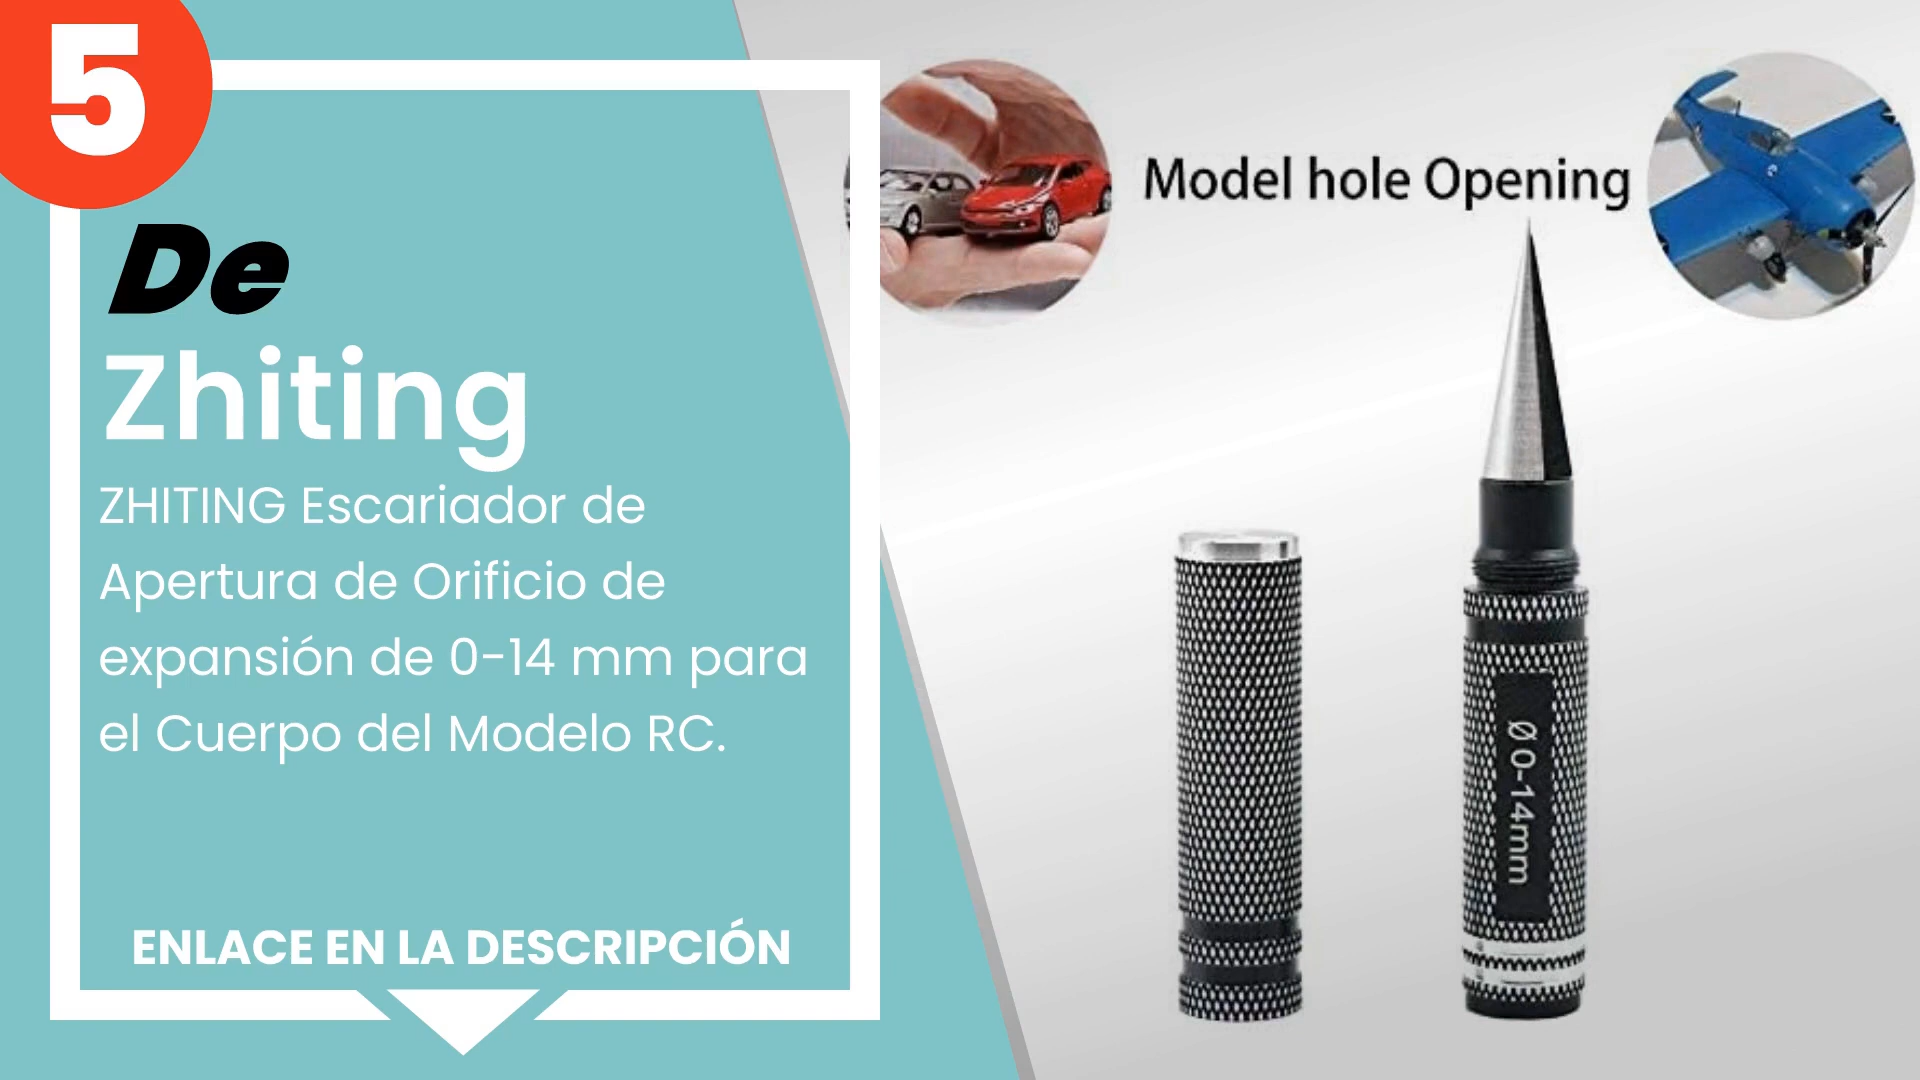 5
De
Zhiting
ZHITING Escariador de
Apertura de Orificio de
expansión de 0-14 mm para
el Cuerpo del Modelo RC.
ENLACE EN LA DESCRIPCIÓN
Model hole Opening
Ø 0-14mm